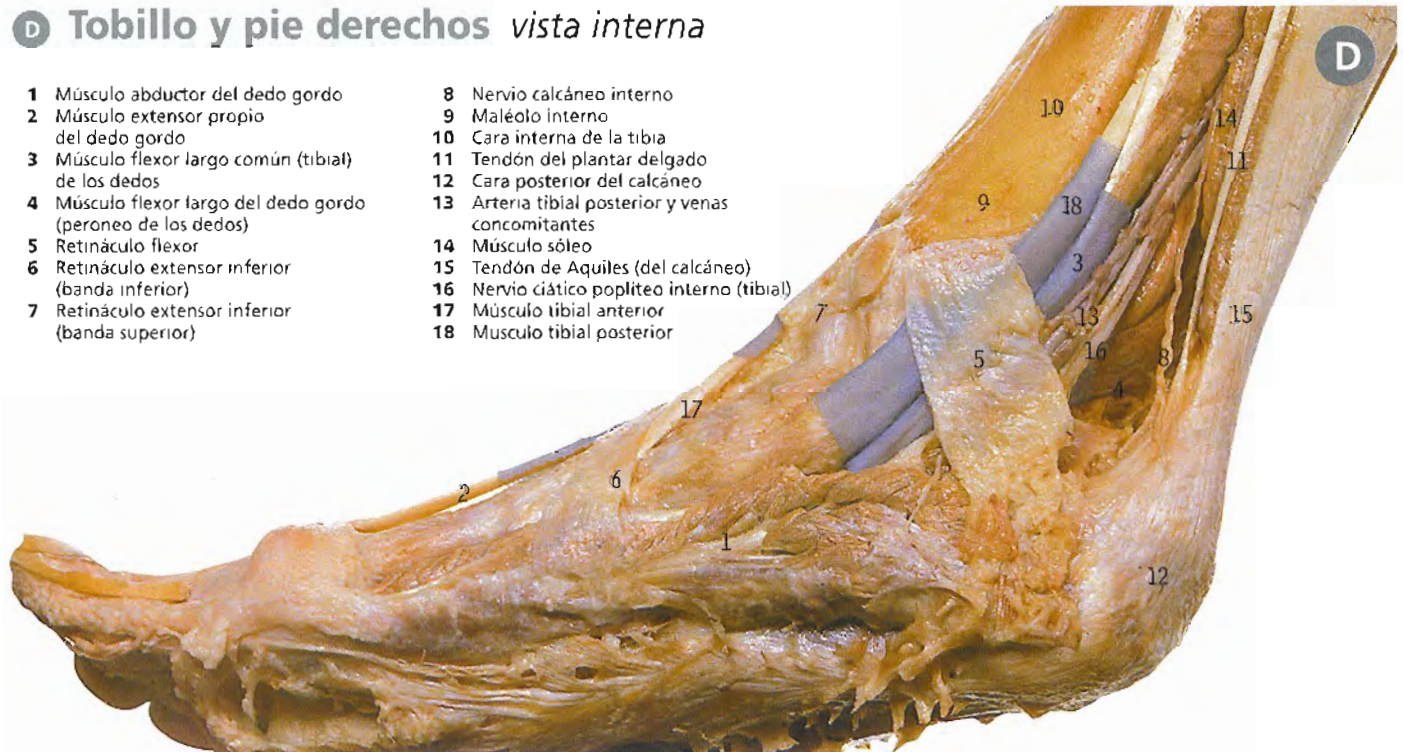 D Tobillo y pie derechos vista interna
1 Músculo abductor del dedo gordo
2 Músculo extensor propio
del dedo gordo
3 Músculo flexor largo común (tibial)
de los dedos
4 Músculo flexor largo del dedo gordo
(peroneo de los dedos)
5 Retináculo flexor
6 Retináculo extensor inferior
(banda inferior)
7 Retináculo extensor inferior
(banda superior)
8 Nervio calcáneo interno
9 Maléolo interno
10 Cara interna de la tibia
11 Tendón del plantar delgado
12 Cara posterior del calcáneo
13 Arteria tibial posterior y venas
concomitantes
14 Músculo sóleo
15 Tendón de Aquiles (del calcáneo)
16 Nervio ciático popliteo interno (tibial)
17 Músculo tibial anterior
18 Musculo tibial posterior
D
10
14
11
9
18
3
7
13
15
5
16
8
4
17
6
2
1
12